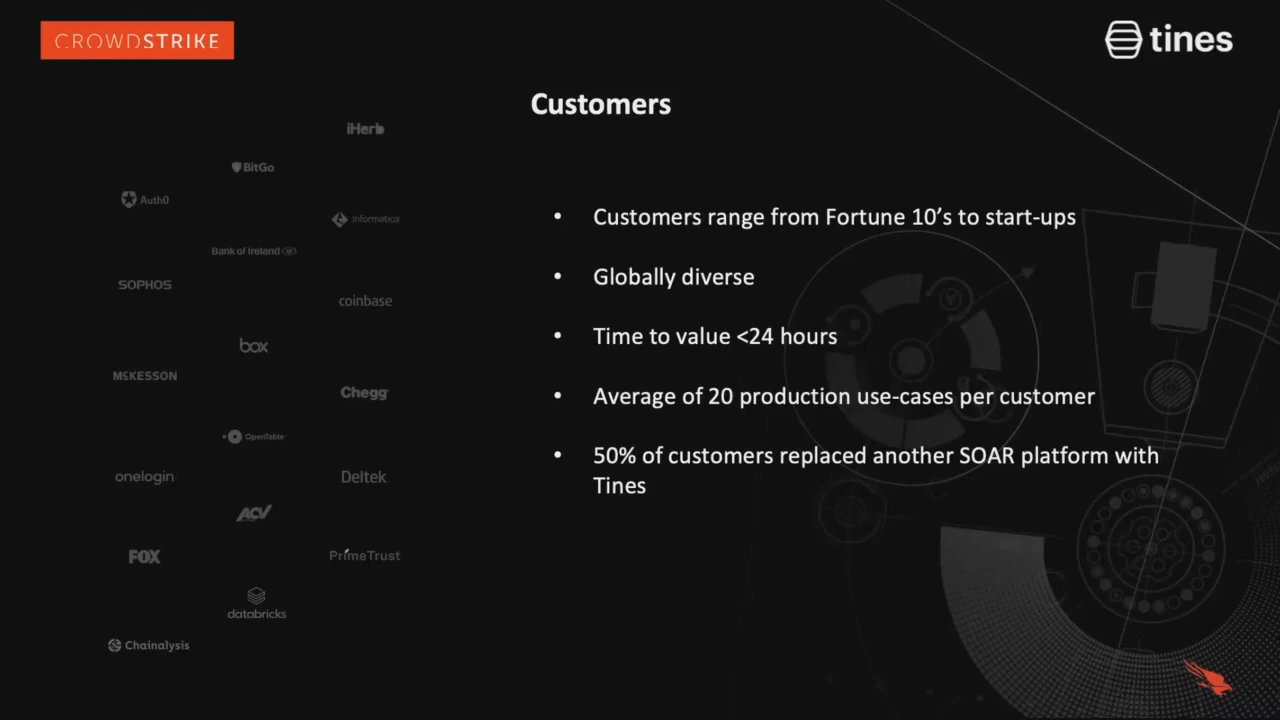 CROWDSTRIKE
tines
Customers
iHerb
BitGo
Auth0
Informatica
Bank of Ireland
SOPHOS
coinbase
box
MCKESSON
Chegg
OpenTable
onelogin
Deltek
ACV
FOX
PrimeTrust
databricks
Chainalysis
• Customers range from Fortune 10’s to start-ups
• Globally diverse
• Time to value <24 hours
• Average of 20 production use-cases per customer
• 50% of customers replaced another SOAR platform with
Tines